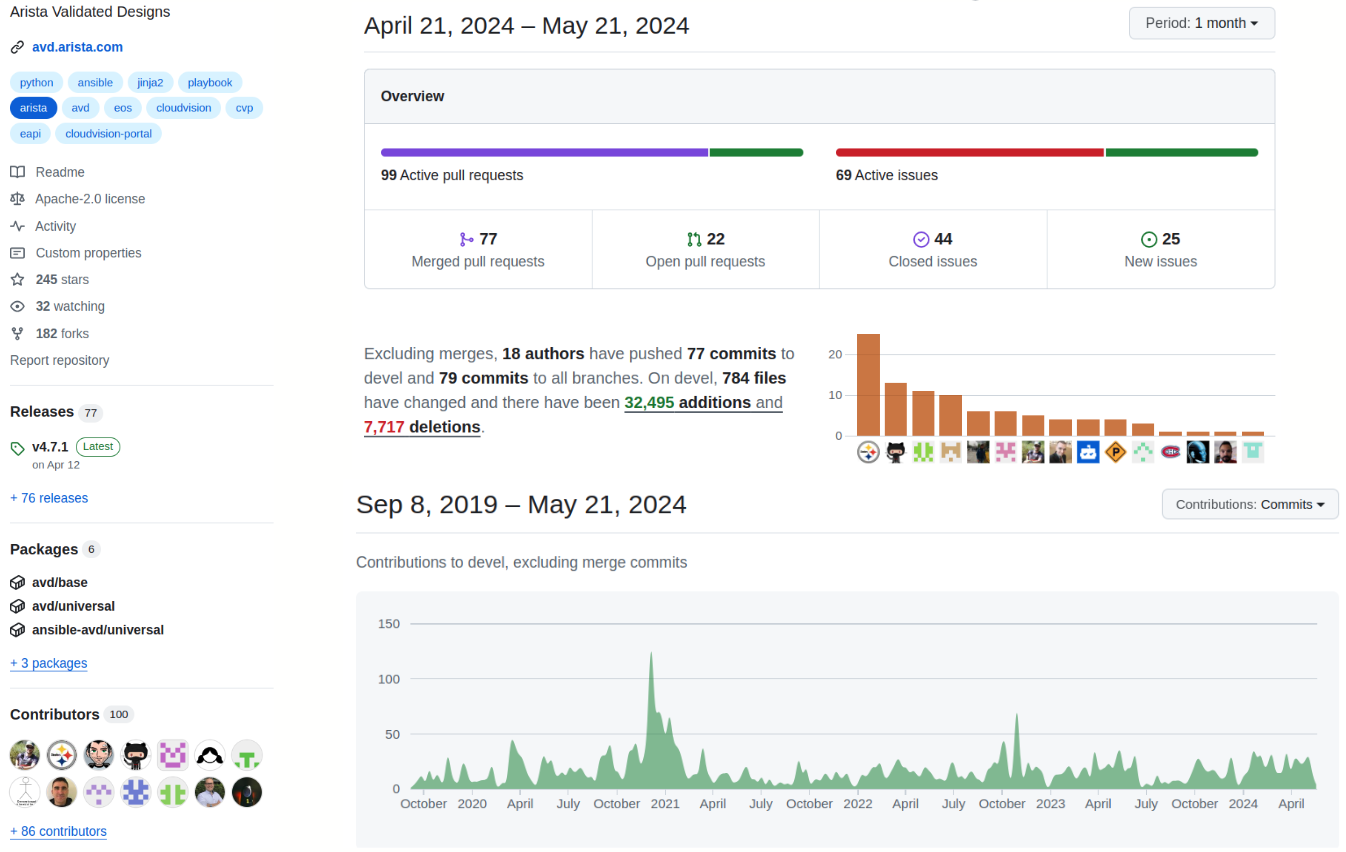 Arista Validated Designs
avd.arista.com
python ansible jinja2 playbook
arista avd eos cloudvision cvp
eapi cloudvision-portal
Readme
Apache-2.0 license
Activity
Custom properties
245 stars
32 watching
182 forks
Report repository
Releases 77
v4.7.1 Latest
on Apr 12
+ 76 releases
Packages 6
avd/base
avd/universal
ansible-avd/universal
+ 3 packages
Contributors 100
+ 86 contributors
April 21, 2024 – May 21, 2024
Period: 1 month
Overview
99 Active pull requests
69 Active issues
77
Merged pull requests
22
Open pull requests
44
Closed issues
25
New issues
Excluding merges, 18 authors have pushed 77 commits to
devel and 79 commits to all branches. On devel, 784 files
have changed and there have been 32,495 additions and
7,717 deletions.
20
10
0
P
Sep 8, 2019 – May 21, 2024
Contributions: Commits
Contributions to devel, excluding merge commits
150
100
50
0
October 2020 April July October 2021 April July October 2022 April July October 2023 April July October 2024 April